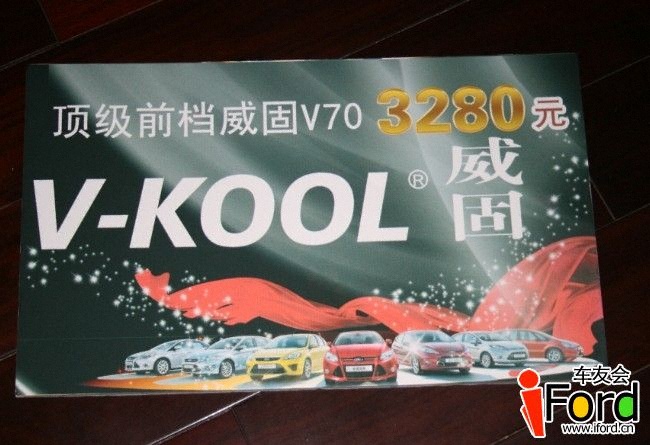 顶级前档威固V70 3280元
V-KOOL® 威固
车友会
iFord
www.iford.cn